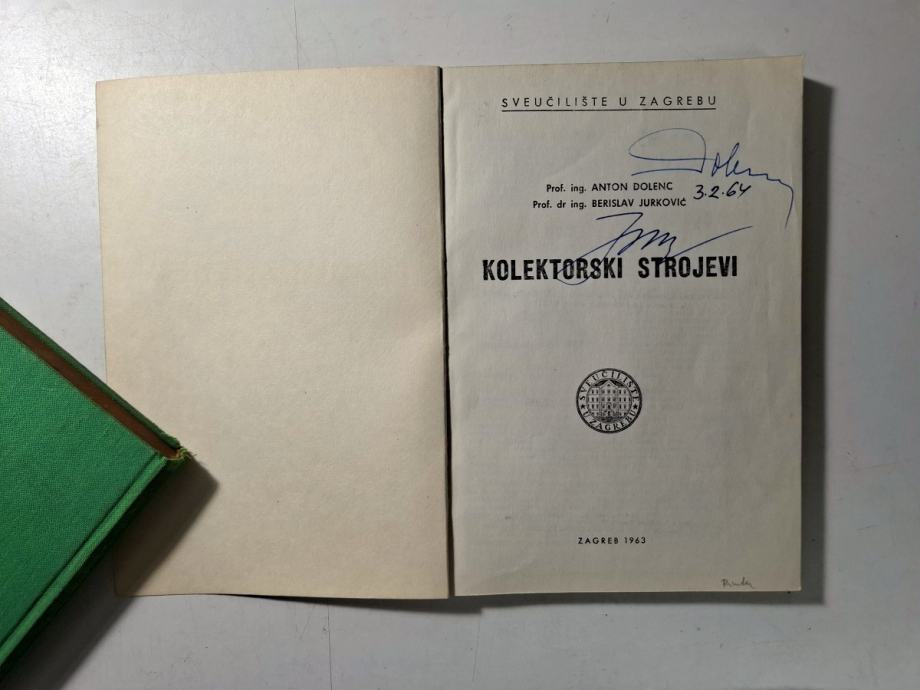 SVEUČILIŠTE U ZAGREBU
Dolenc
Prof. ing. ANTON DOLENC
3.2.64
Prof. dr ing. BERISLAV JURKOVIĆ
KOLEKTORSKI STROJEVI
SVEUČILIŠTE
U ZAGREBU
ZAGREB 1963